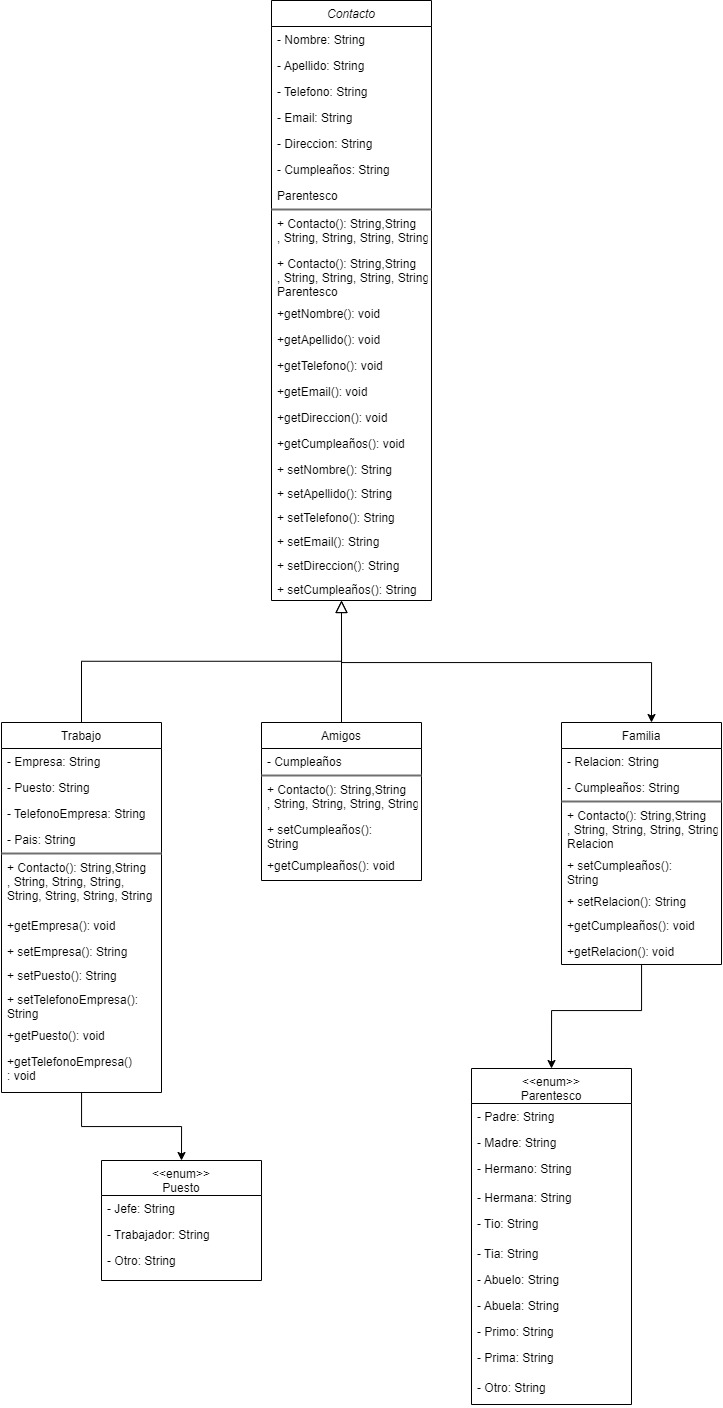 Contacto
- Nombre: String
- Apellido: String
- Telefono: String
- Email: String
- Direccion: String
- Cumpleaños: String
Parentesco
+ Contacto(): String,String
, String, String, String, String
+ Contacto(): String,String
, String, String, String, String
Parentesco
+getNombre(): void
+getApellido(): void
+getTelefono(): void
+getEmail(): void
+getDireccion(): void
+getCumpleaños(): void
+ setNombre(): String
+ setApellido(): String
+ setTelefono(): String
+ setEmail(): String
+ setDireccion(): String
+ setCumpleaños(): String
Trabajo
- Empresa: String
- Puesto: String
- TelefonoEmpresa: String
- Pais: String
+ Contacto(): String,String
, String, String, String,
String, String, String, String
+getEmpresa(): void
+ setEmpresa(): String
+ setPuesto(): String
+ setTelefonoEmpresa():
String
+getPuesto(): void
+getTelefonoEmpresa()
: void
Amigos
- Cumpleaños
+ Contacto(): String,String
, String, String, String, String
+ setCumpleaños():
String
+getCumpleaños(): void
Familia
- Relacion: String
- Cumpleaños: String
+ Contacto(): String,String
, String, String, String, String
Relacion
+ setCumpleaños():
String
+ setRelacion(): String
+getCumpleaños(): void
+getRelacion(): void
<<enum>>
Puesto
- Jefe: String
- Trabajador: String
- Otro: String
<<enum>>
Parentesco
- Padre: String
- Madre: String
- Hermano: String
- Hermana: String
- Tio: String
- Tia: String
- Abuelo: String
- Abuela: String
- Primo: String
- Prima: String
- Otro: String